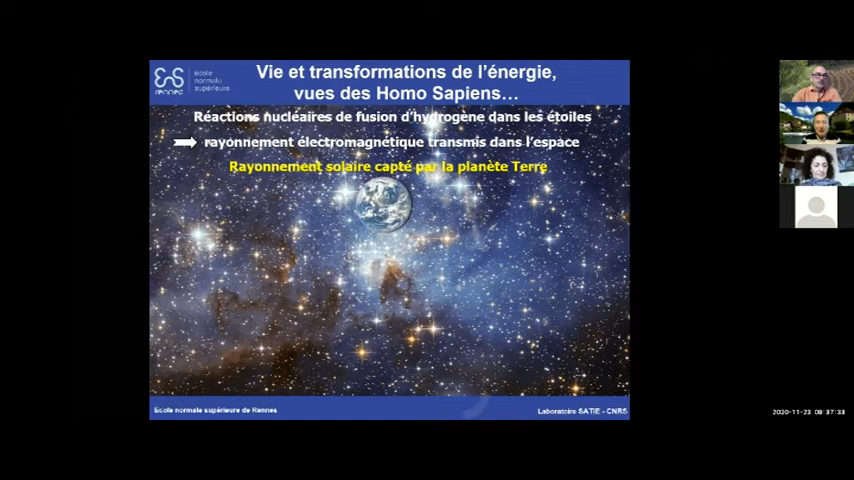 école
normale
supérieure
rennes
Vie et transformations de l'énergie,
vues des Homo Sapiens…
Réactions nucléaires de fusion d'hydrogène dans les étoiles
rayonnement électromagnétique transmis dans l'espace
Rayonnement solaire capté par la planète Terre
Ecole normale supérieure de Rennes
Laboratoire SATIE - CNRS
2020-11-23 08:37:33